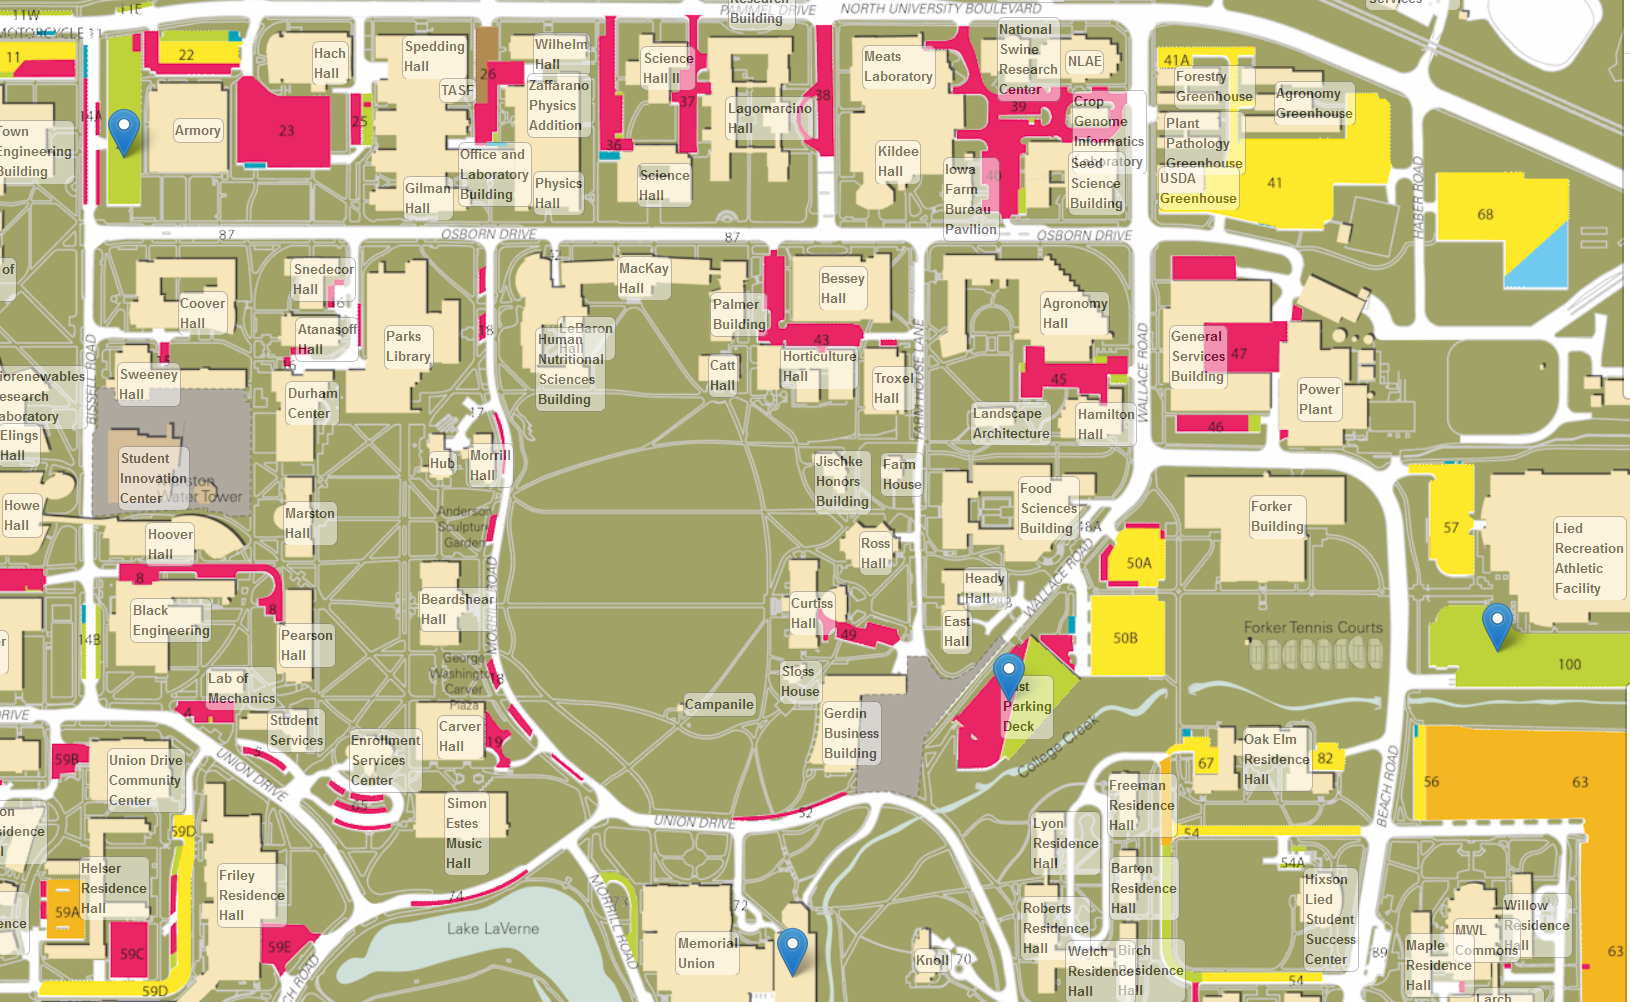 11W
11E
PAMMEL DRIVE
Research
Building
NORTH UNIVERSITY BOULEVARD
Services
MOTORCYCLE 11
11
22
Hach
Hall
Spedding
Hall
TASF
26
Wilhelm
Hall
Zaffarano
Physics
Addition
Science
Hall II
37
38
Meats
Laboratory
National
Swine
Research
Center
NLAE
39
41A
Forestry
Greenhouse
Agronomy
Greenhouse
14A
Town
Engineering
Building
Armory
23
25
36
Lagomarcino
Hall
Crop
Genome
Informatics
Laboratory
Plant
Pathology
Greenhouse
USDA
Greenhouse
41
HABER ROAD
68
Office and
Laboratory
Building
Gilman
Hall
Physics
Hall
Science
Hall
Kildee
Hall
Iowa
Farm
Bureau
Pavilion
40
Seed
Science
Building
87
OSBORN DRIVE
87
OSBORN DRIVE
of
Snedecor
Hall
Coover
Hall
Atanasoff
Hall
16
Parks
Library
18
42
MacKay
Hall
LeBaron
Hall
Human
Nutritional
Sciences
Building
Palmer
Building
Bessey
Hall
43
Horticulture
Hall
Catt
Hall
Troxel
Hall
FARM HOUSE LANE
Agronomy
Hall
45
Landscape
Architecture
Hamilton
Hall
WALLACE ROAD
General
Services
Building
47
46
Power
Plant
BISSELL ROAD
15
Sweeney
Hall
Biorenewables
Research
Laboratory
Elings
Hall
Howe
Hall
Student
Innovation
Center
Marston
Water Tower
Hoover
Hall
Durham
Center
Marston
Hall
17
Hub
Morrill
Hall
Anderson
Sculpture
Garden
MORRILL ROAD
Jischke
Honors
Building
Farm
House
Ross
Hall
Food
Sciences
Building
48A
WALLACE ROAD
50A
Forker
Building
57
Lied
Recreation
Athletic
Facility
8
8
Black
Engineering
14B
Pearson
Hall
Beardshear
Hall
George
Washington
Carver
Plaza
18
Curtiss
Hall
49
Heady
Hall
East
Hall
50B
Forker Tennis Courts
100
Lab of
Mechanics
4
Student
Services
DRIVE
UNION DRIVE
5
Enrollment
Services
Center
65
Carver
Hall
19
Campanile
Sloss
House
Gerdin
Business
Building
East
Parking
Deck
College Creek
59B
Union Drive
Community
Center
Simon
Estes
Music
Hall
UNION DRIVE
52
67
Oak Elm
Residence
Hall
82
BEACH ROAD
56
63
59D
Helser
Residence
Hall
59A
59C
Friley
Residence
Hall
59E
59D
74
Lake LaVerne
MORRILL ROAD
Memorial
Union
72
Knoll
70
Lyon
Residence
Hall
Freeman
Residence
Hall
Barton
Residence
Hall
Roberts
Residence
Hall
Welch
Residence
Birch
Residence
Hall
54
54A
54
Hixson
Lied
Student
Success
Center
89
Maple
Residence
Hall
MWL
Commons
Willow
Residence
Hall
Larch
63